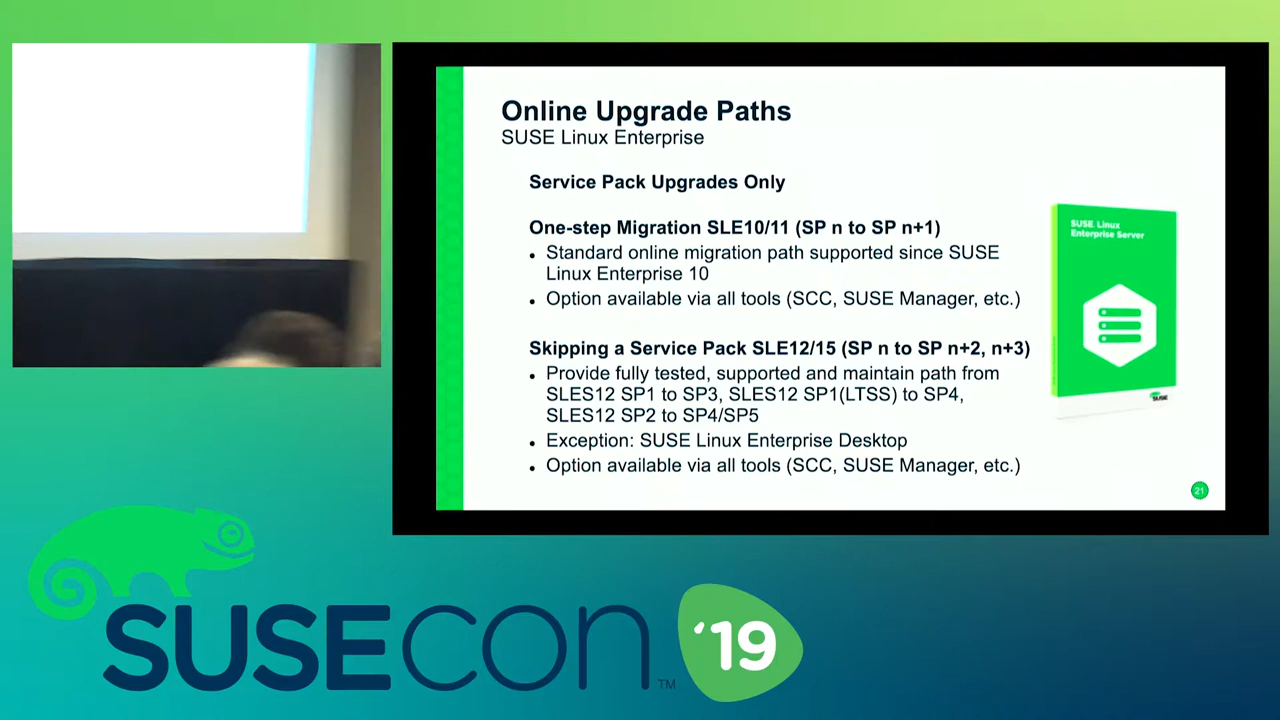 Online Upgrade Paths
SUSE Linux Enterprise
Service Pack Upgrades Only
One-step Migration SLE10/11 (SP n to SP n+1)
• Standard online migration path supported since SUSE
Linux Enterprise 10
• Option available via all tools (SCC, SUSE Manager, etc.)
Skipping a Service Pack SLE12/15 (SP n to SP n+2, n+3)
• Provide fully tested, supported and maintain path from
SLES12 SP1 to SP3, SLES12 SP1(LTSS) to SP4,
SLES12 SP2 to SP4/SP5
• Exception: SUSE Linux Enterprise Desktop
• Option available via all tools (SCC, SUSE Manager, etc.)
SUSE Linux
Enterprise Server
SUSE
21
SUSECON™ '19